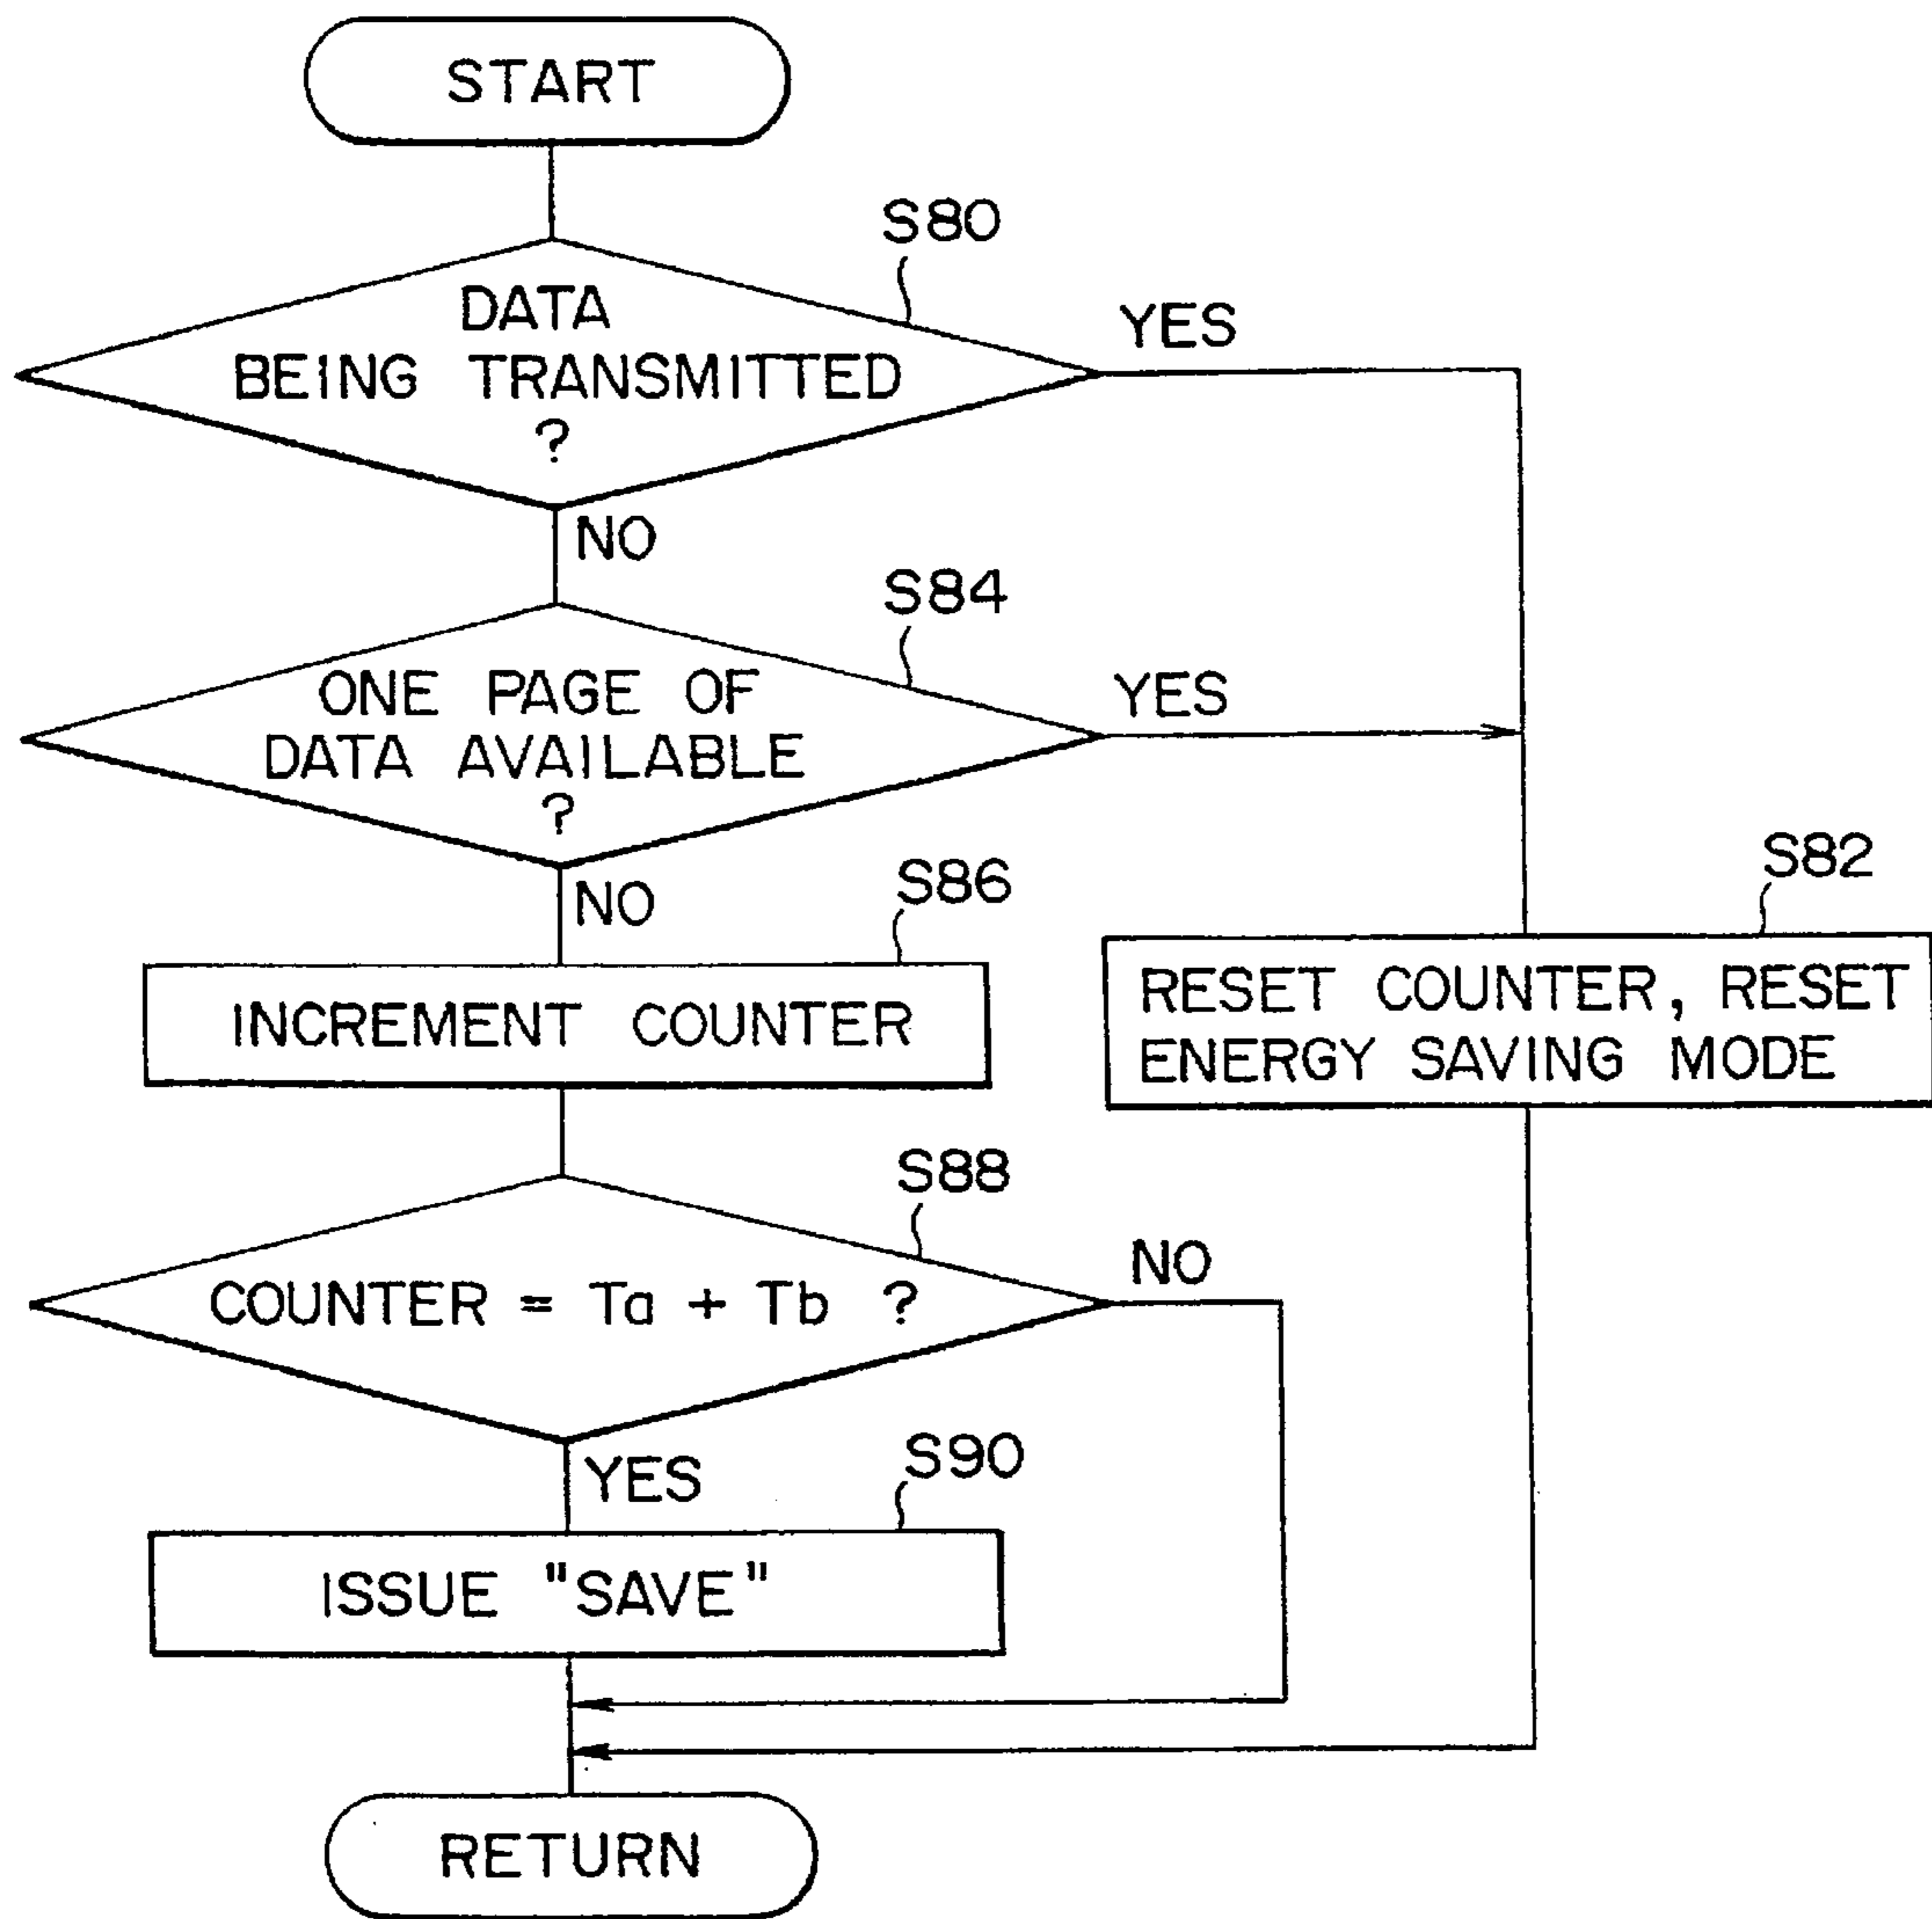 START
S80
DATA
BEING TRANSMITTED
?
YES
NO
S84
ONE PAGE OF
DATA AVAILABLE
?
YES
NO
S86
INCREMENT COUNTER
S82
RESET COUNTER, RESET
ENERGY SAVING MODE
S88
COUNTER = Ta + Tb ?
NO
YES
S90
ISSUE "SAVE"
RETURN